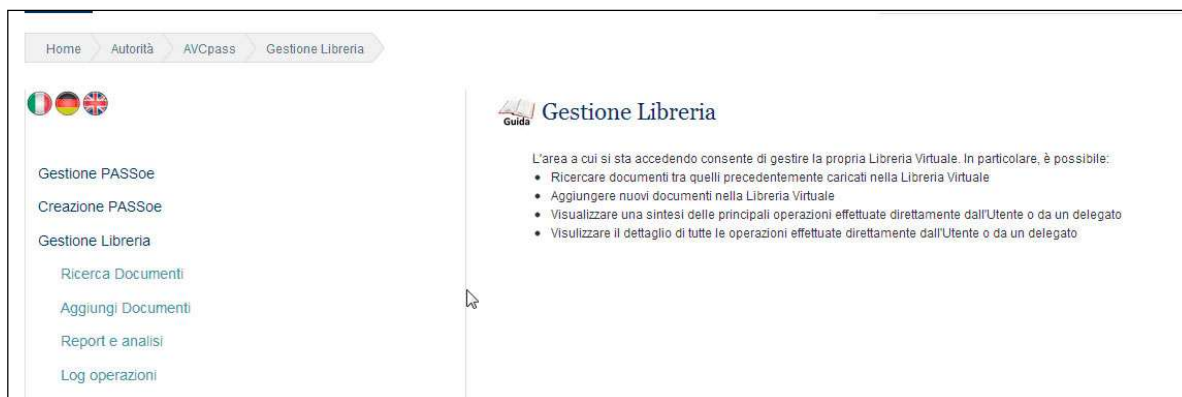 Home Autorità AVCpass Gestione Libreria
Guida Gestione Libreria
L'area a cui si sta accedendo consente di gestire la propria Libreria Virtuale. In particolare, è possibile:
Ricercare documenti tra quelli precedentemente caricati nella Libreria Virtuale
Aggiungere nuovi documenti nella Libreria Virtuale
Visualizzare una sintesi delle principali operazioni effettuate direttamente dall'Utente o da un delegato
Visulizzare il dettaglio di tutte le operazioni effettuate direttamente dall'Utente o da un delegato
Gestione PASSoe
Creazione PASSoe
Gestione Libreria
Ricerca Documenti
Aggiungi Documenti
Report e analisi
Log operazioni